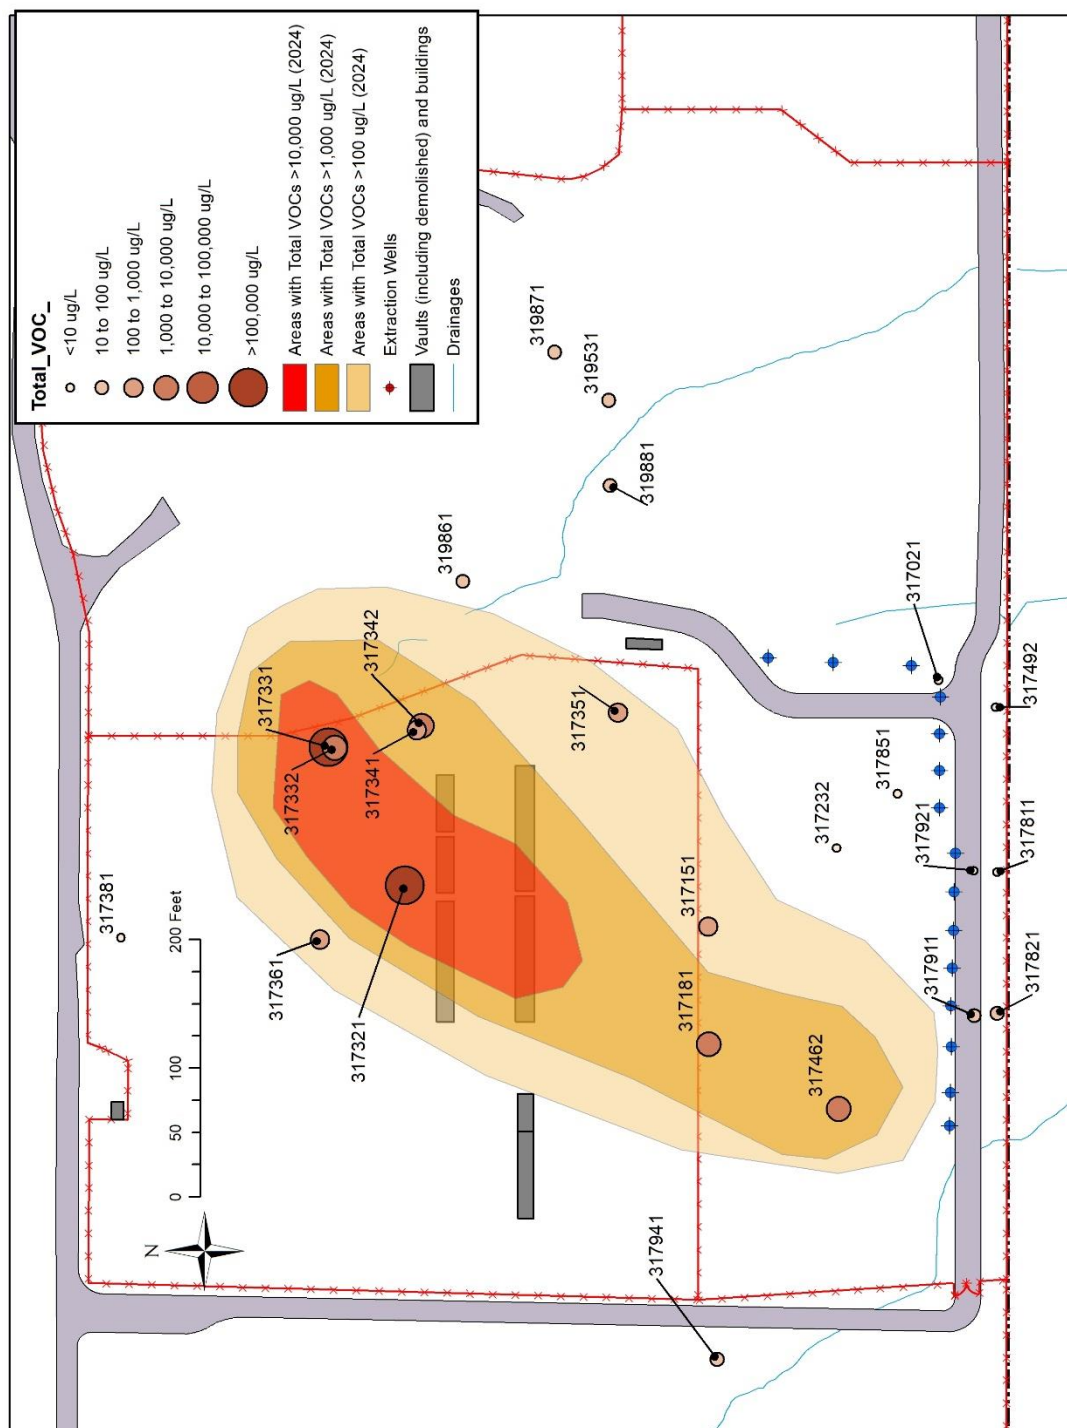 Total_VOC_
<10 ug/L
10 to 100 ug/L
100 to 1,000 ug/L
1,000 to 10,000 ug/L
10,000 to 100,000 ug/L
>100,000 ug/L
Areas with Total VOCs >10,000 ug/L (2024)
Areas with Total VOCs >1,000 ug/L (2024)
Areas with Total VOCs >100 ug/L (2024)
Extraction Wells
Vaults (including demolished) and buildings
Drainages
N
0 50 100 200 Feet
317381
317361
317321
317332
317331
317341
317342
319861
319871
319531
319881
317351
317151
317181
317462
317941
317232
317851
317021
317492
317921
317811
317911
317821